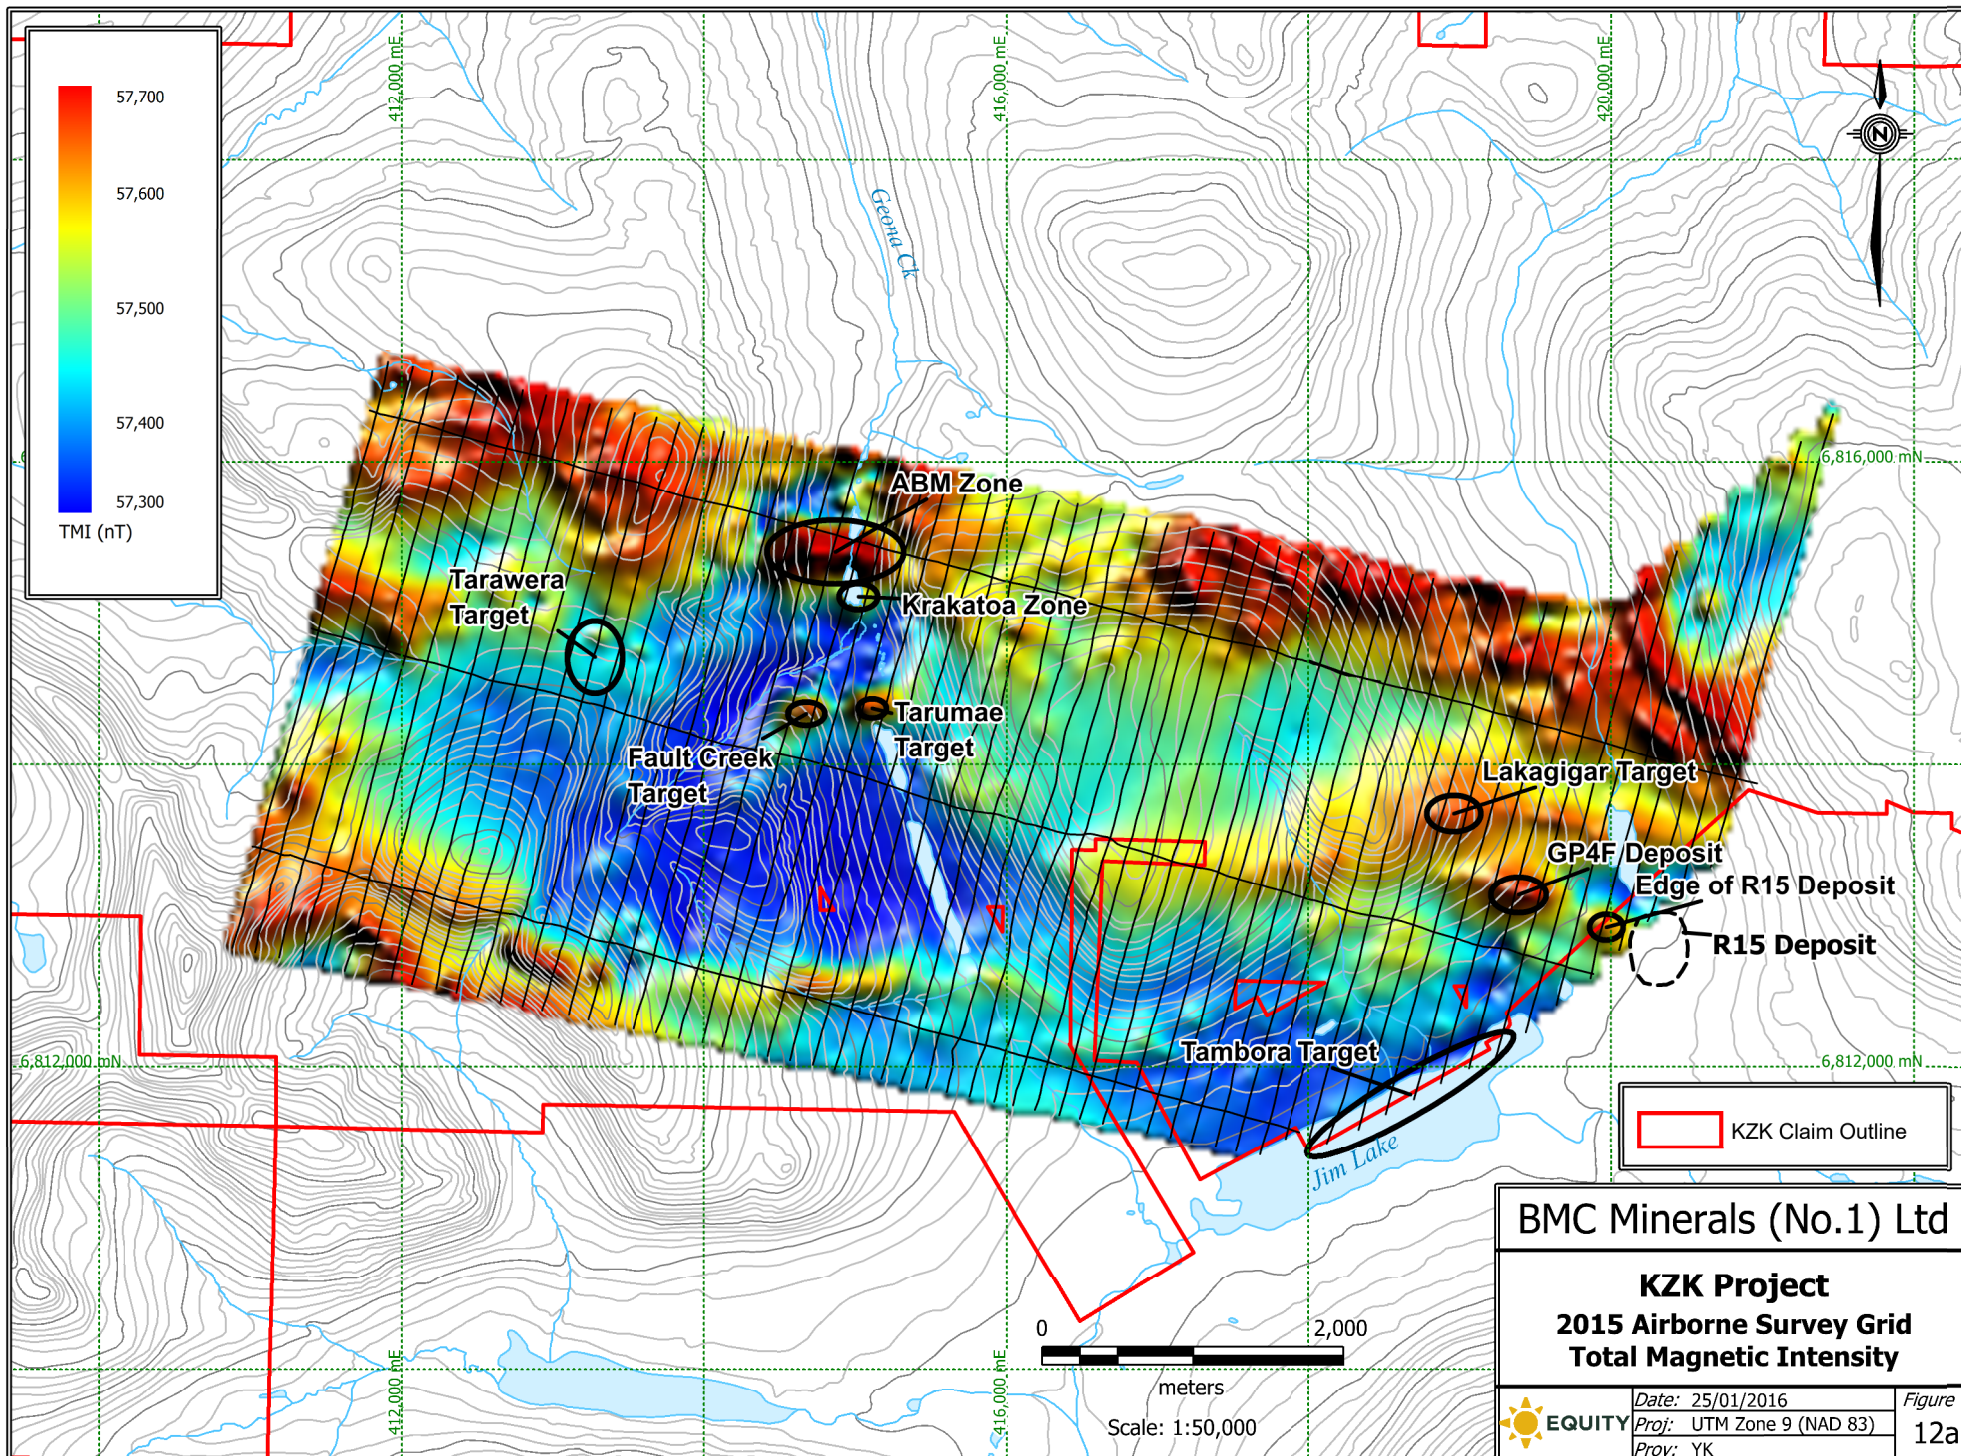 57,700
57,600
57,500
57,400
57,300
TMI (nT)
412,000 mE
416,000 mE
420,000 mE
N
Geona Ck
6,816,000 mN
ABM Zone
Tarawera
Target
Krakatoa Zone
Tarumae
Target
Fault Creek
Target
Lakagigar Target
GP4F Deposit
Edge of R15 Deposit
R15 Deposit
Tambora Target
6,812,000 mN
6,812,000 mN
Jim Lake
KZK Claim Outline
412,000 mE
416,000 mE
0 2,000
meters
Scale: 1:50,000
BMC Minerals (No.1) Ltd
KZK Project
2015 Airborne Survey Grid
Total Magnetic Intensity
EQUITY
Date: 25/01/2016
Proj: UTM Zone 9 (NAD 83)
Prov: YK
Figure
12a